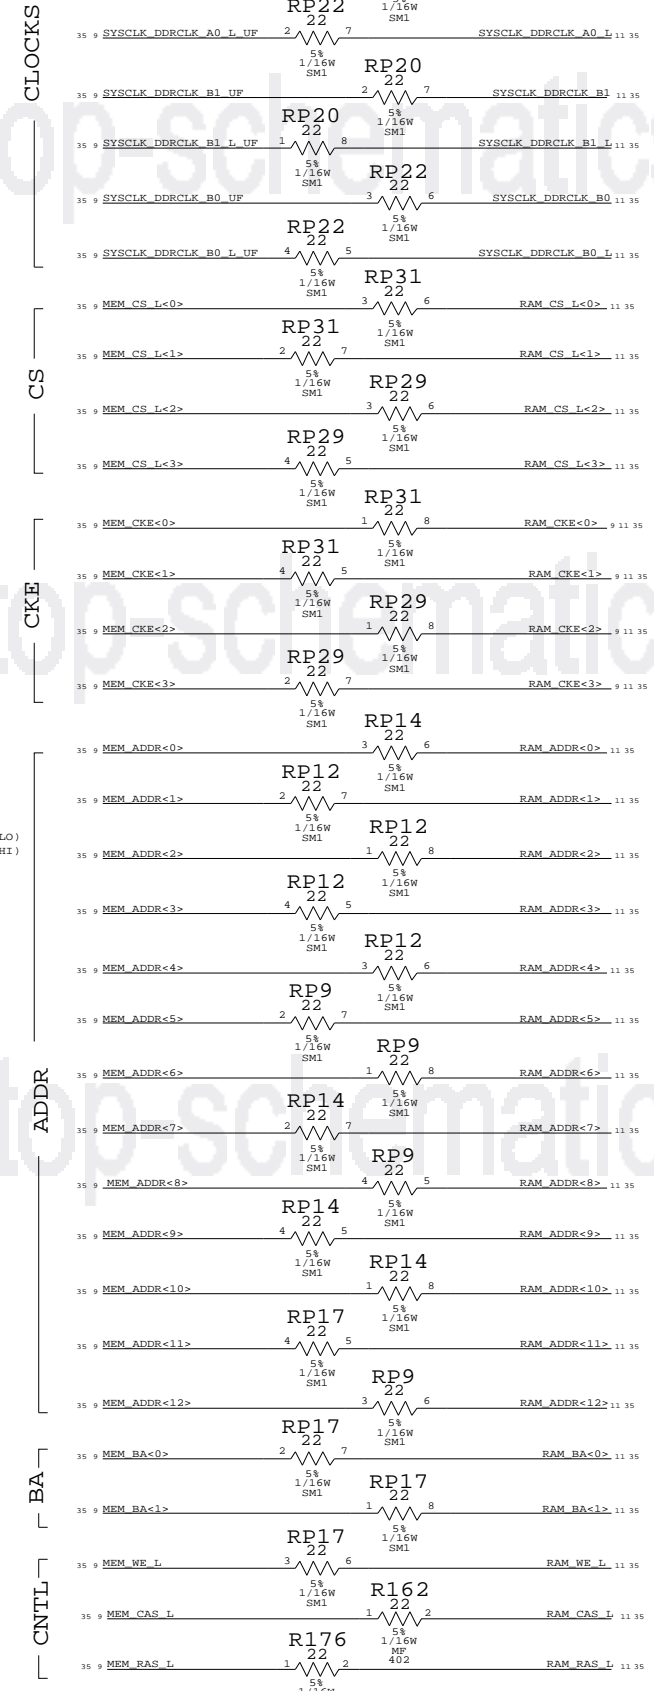 CLOCKS
RP22 1/16W
SM1
22
35 9 SYSCLK_DDRCLK_A0_L_UF 2 7 SYSCLK_DDRCLK_A0_L 11 35
5%
1/16W
SM1
RP20
22
35 9 SYSCLK_DDRCLK_B1_UF 2 7 SYSCLK_DDRCLK_B1 11 35
5%
1/16W
SM1
RP20
22
35 9 SYSCLK_DDRCLK_B1_L_UF 1 8 SYSCLK_DDRCLK_B1_L 11 35
5%
1/16W
SM1
RP22
22
35 9 SYSCLK_DDRCLK_B0_UF 3 6 SYSCLK_DDRCLK_B0 11 35
5%
1/16W
SM1
RP22
22
35 9 SYSCLK_DDRCLK_B0_L_UF 4 5 SYSCLK_DDRCLK_B0_L 11 35
5%
1/16W
SM1
CS
RP31
22
35 9 MEM_CS_L<0> 3 6 RAM_CS_L<0> 11 35
5%
1/16W
SM1
RP31
22
35 9 MEM_CS_L<1> 2 7 RAM_CS_L<1> 11 35
5%
1/16W
SM1
RP29
22
35 9 MEM_CS_L<2> 3 6 RAM_CS_L<2> 11 35
5%
1/16W
SM1
RP29
22
35 9 MEM_CS_L<3> 4 5 RAM_CS_L<3> 11 35
5%
1/16W
SM1
CKE
RP31
22
35 9 MEM_CKE<0> 1 8 RAM_CKE<0> 9 11 35
5%
1/16W
SM1
RP31
22
35 9 MEM_CKE<1> 4 5 RAM_CKE<1> 9 11 35
5%
1/16W
SM1
RP29
22
35 9 MEM_CKE<2> 1 8 RAM_CKE<2> 9 11 35
5%
1/16W
SM1
RP29
22
35 9 MEM_CKE<3> 2 7 RAM_CKE<3> 9 11 35
5%
1/16W
SM1
ADDR
RP14
22
35 9 MEM_ADDR<0> 3 6 RAM_ADDR<0> 11 35
5%
1/16W
SM1
RP12
22
35 9 MEM_ADDR<1> 2 7 RAM_ADDR<1> 11 35
5%
1/16W
SM1
LO)
HI)
RP12
22
35 9 MEM_ADDR<2> 1 8 RAM_ADDR<2> 11 35
5%
1/16W
SM1
RP12
22
35 9 MEM_ADDR<3> 4 5 RAM_ADDR<3> 11 35
5%
1/16W
SM1
RP12
22
35 9 MEM_ADDR<4> 3 6 RAM_ADDR<4> 11 35
5%
1/16W
SM1
RP9
22
35 9 MEM_ADDR<5> 2 7 RAM_ADDR<5> 11 35
5%
1/16W
SM1
RP9
22
35 9 MEM_ADDR<6> 1 8 RAM_ADDR<6> 11 35
5%
1/16W
SM1
RP14
22
35 9 MEM_ADDR<7> 2 7 RAM_ADDR<7> 11 35
5%
1/16W
SM1
RP9
22
35 9 MEM_ADDR<8> 4 5 RAM_ADDR<8> 11 35
5%
1/16W
SM1
RP14
22
35 9 MEM_ADDR<9> 4 5 RAM_ADDR<9> 11 35
5%
1/16W
SM1
RP14
22
35 9 MEM_ADDR<10> 1 8 RAM_ADDR<10> 11 35
5%
1/16W
SM1
RP17
22
35 9 MEM_ADDR<11> 4 5 RAM_ADDR<11> 11 35
5%
1/16W
SM1
RP9
22
35 9 MEM_ADDR<12> 3 6 RAM_ADDR<12> 11 35
5%
1/16W
SM1
BA
RP17
22
35 9 MEM_BA<0> 2 7 RAM_BA<0> 11 35
5%
1/16W
SM1
RP17
22
35 9 MEM_BA<1> 1 8 RAM_BA<1> 11 35
5%
1/16W
SM1
CNTL
RP17
22
35 9 MEM_WE_L 3 6 RAM_WE_L 11 35
5%
1/16W
SM1
R162
22
35 9 MEM_CAS_L 1 2 RAM_CAS_L 11 35
5%
1/16W
MF
402
R176
22
35 9 MEM_RAS_L 1 2 RAM_RAS_L 11 35
5%
1/16W
op-schematics
top-schematic
top-schematic